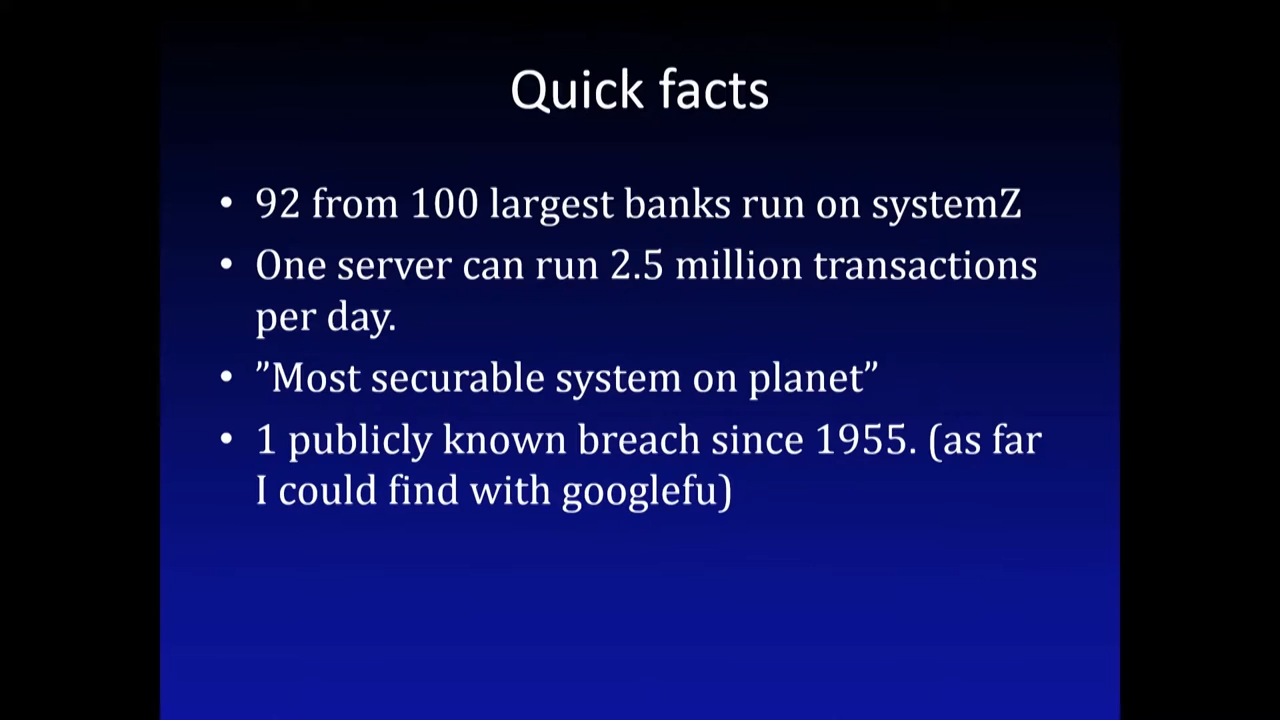 Quick facts
• 92 from 100 largest banks run on systemZ
• One server can run 2.5 million transactions
per day.
• ”Most securable system on planet”
• 1 publicly known breach since 1955. (as far
I could find with googlefu)